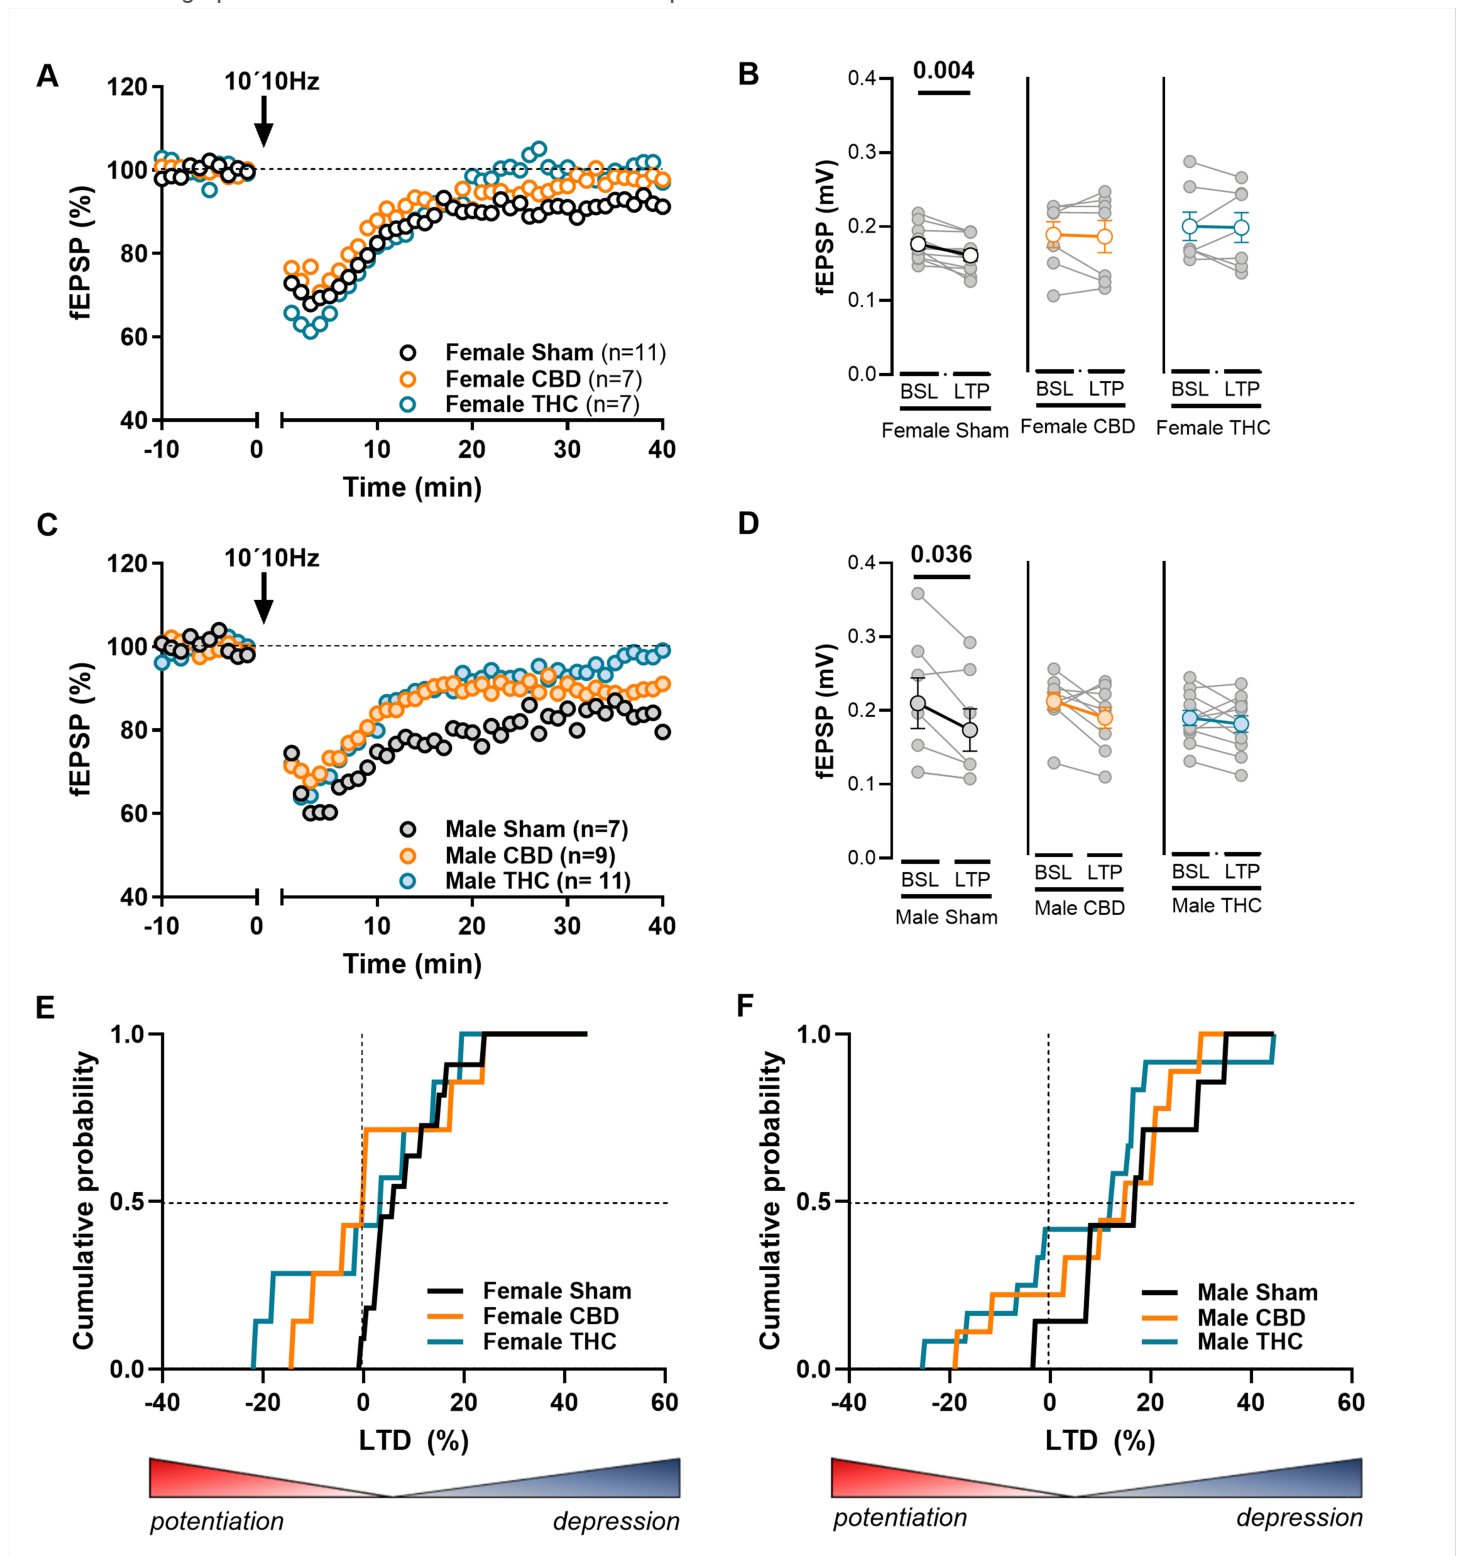 A
10´10Hz
120
100
80
60
40
fEPSP (%)
Female Sham (n=11)
Female CBD (n=7)
Female THC (n=7)
-10 0 10 20 30 40
Time (min)
B
0.004
0.4
0.3
0.2
0.1
0.0
fEPSP (mV)
BSL LTP BSL LTP BSL LTP
Female Sham Female CBD Female THC
C
10´10Hz
120
100
80
60
40
fEPSP (%)
Male Sham (n=7)
Male CBD (n=9)
Male THC (n= 11)
-10 0 10 20 30 40
Time (min)
D
0.036
0.4
0.3
0.2
0.1
0.0
fEPSP (mV)
BSL LTP BSL LTP BSL LTP
Male Sham Male CBD Male THC
E
1.0
0.5
0.0
Cumulative probability
Female Sham
Female CBD
Female THC
-40 -20 0 20 40 60
LTD (%)
potentiation depression
F
1.0
0.5
0.0
Cumulative probability
Male Sham
Male CBD
Male THC
-40 -20 0 20 40 60
LTD (%)
potentiation depression